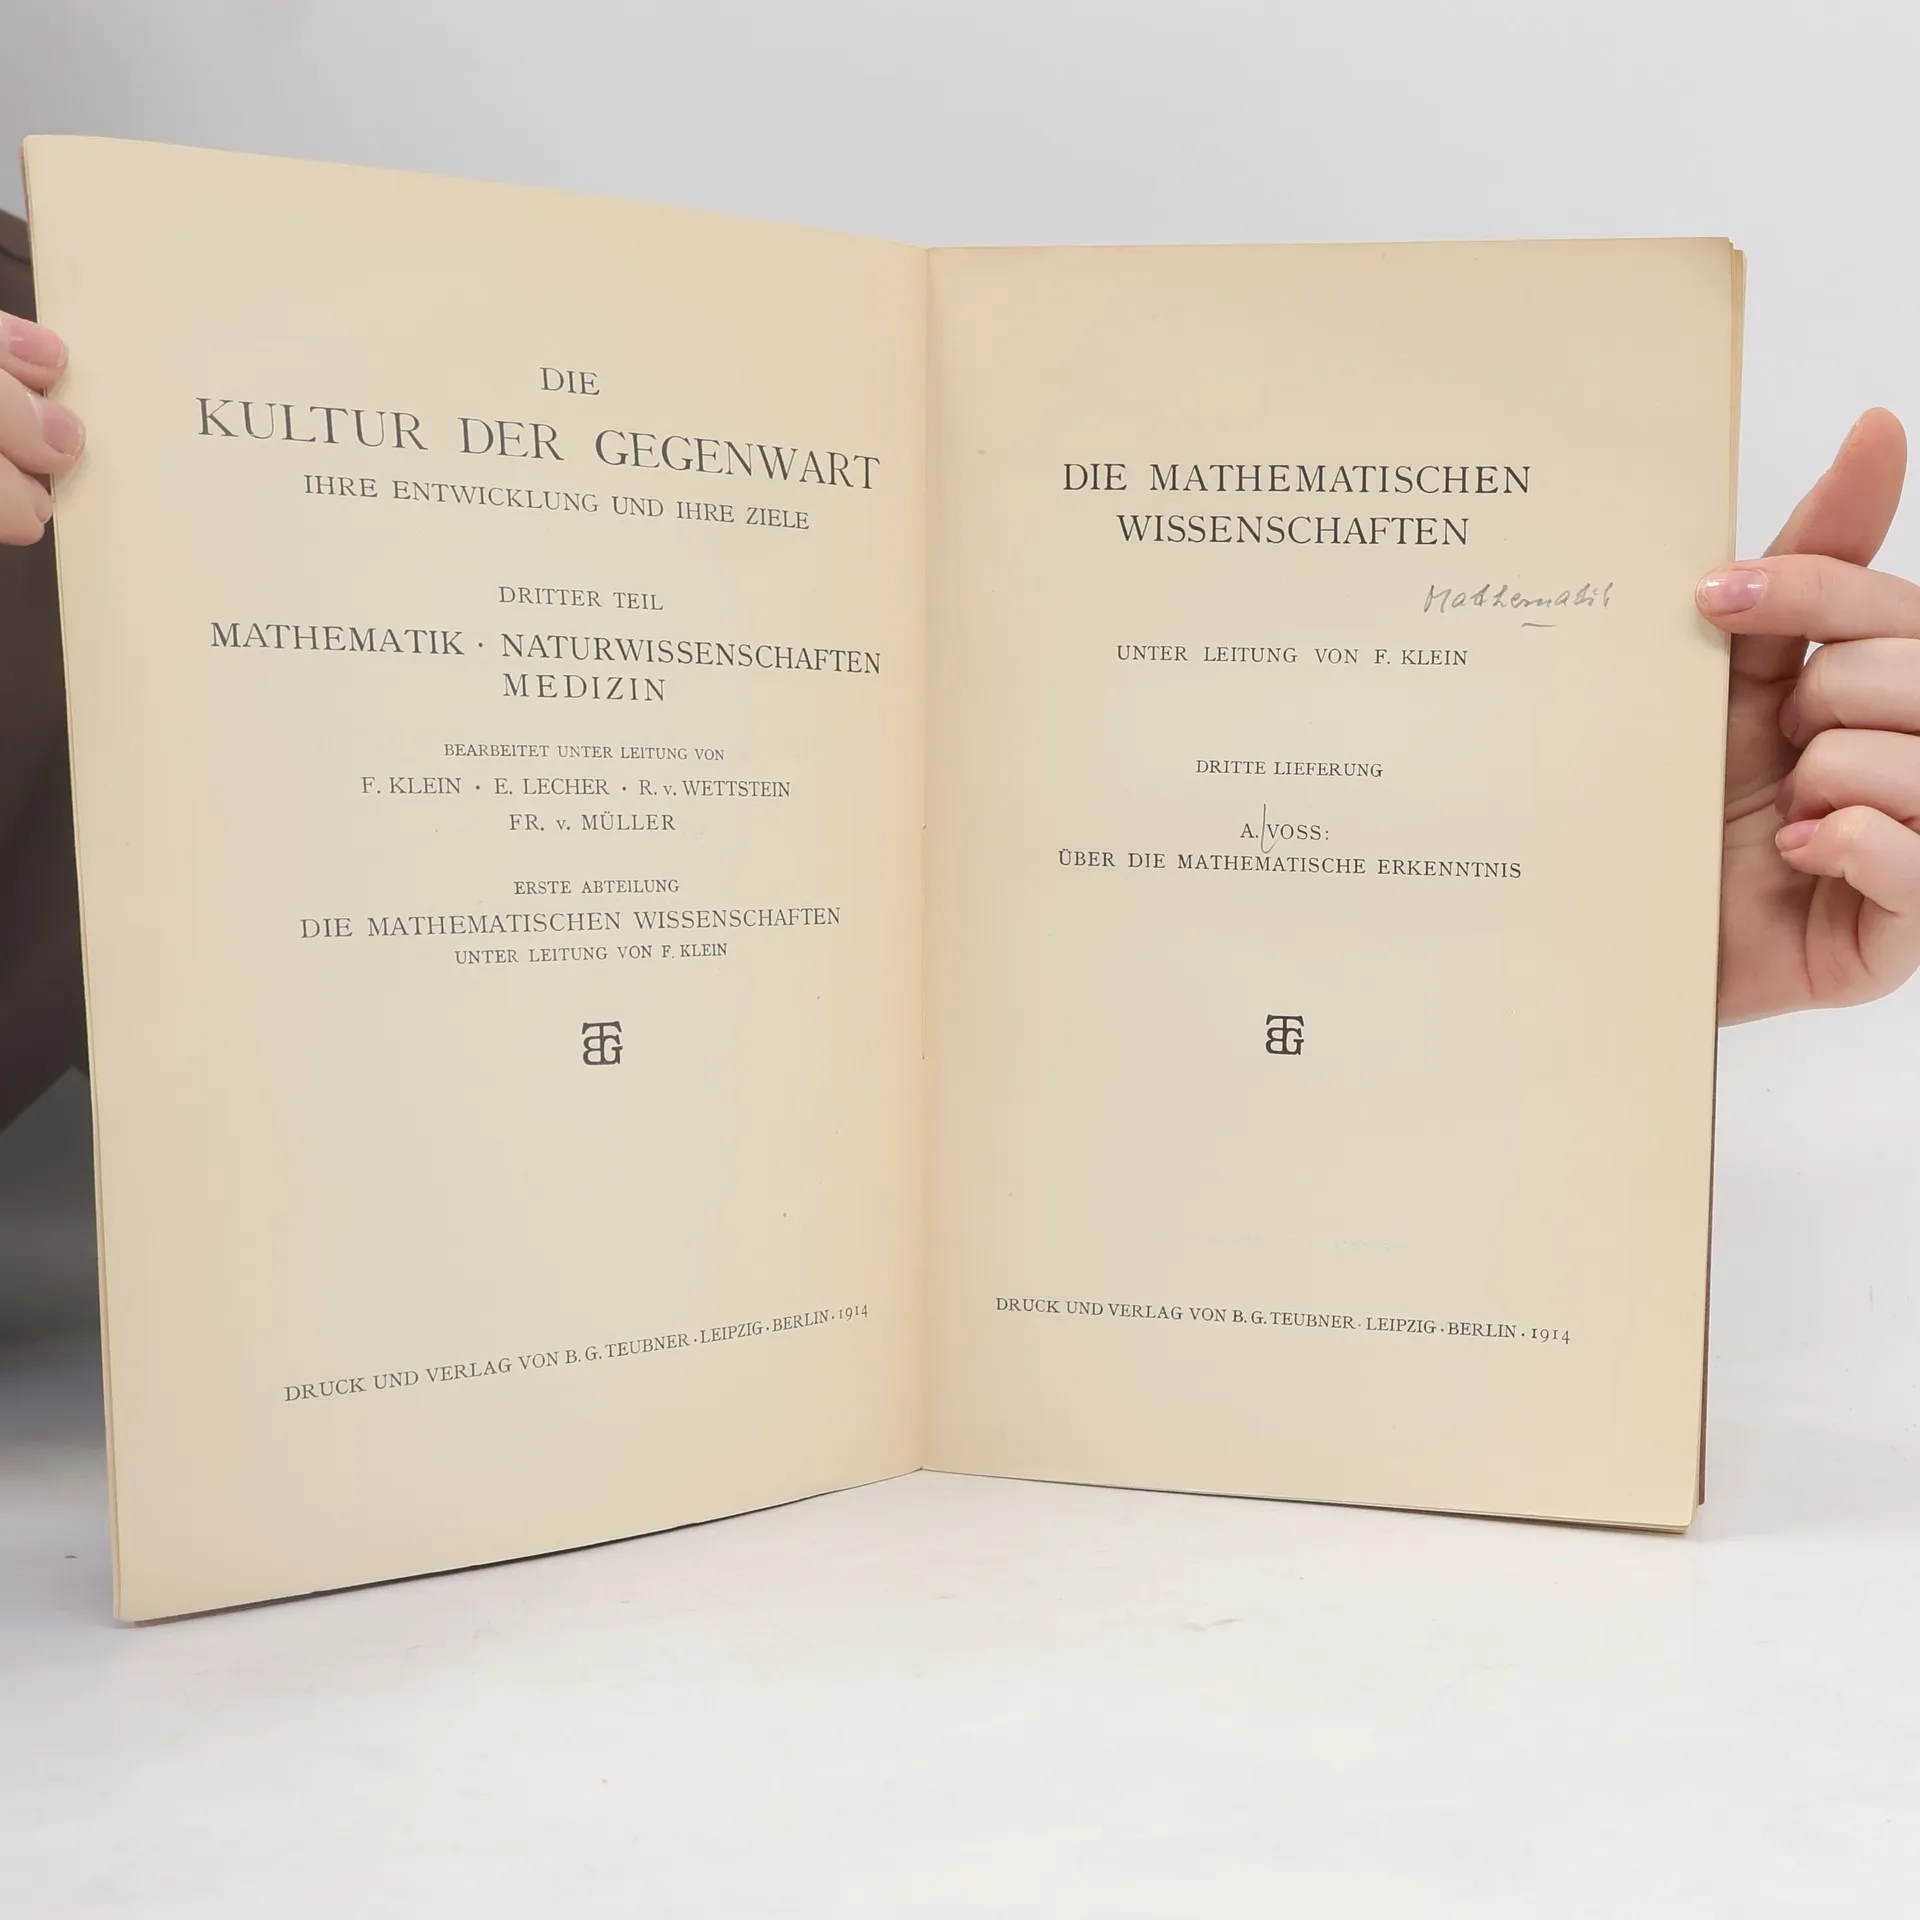 DIE
KULTUR DER GEGENWART
IHRE ENTWICKLUNG UND IHRE ZIELE
DRITTER TEIL
MATHEMATIK · NATURWISSENSCHAFTEN
MEDIZIN
BEARBEITET UNTER LEITUNG VON
F. KLEIN · E. LECHER · R. v. WETTSTEIN
FR. v. MÜLLER
ERSTE ABTEILUNG
DIE MATHEMATISCHEN WISSENSCHAFTEN
UNTER LEITUNG VON F. KLEIN
BTG
DRUCK UND VERLAG VON B. G. TEUBNER · LEIPZIG · BERLIN · 1914
DIE MATHEMATISCHEN
WISSENSCHAFTEN
Mathematik
UNTER LEITUNG VON F. KLEIN
DRITTE LIEFERUNG
A. VOSS:
ÜBER DIE MATHEMATISCHE ERKENNTNIS
BTG
DRUCK UND VERLAG VON B. G. TEUBNER · LEIPZIG · BERLIN · 1914